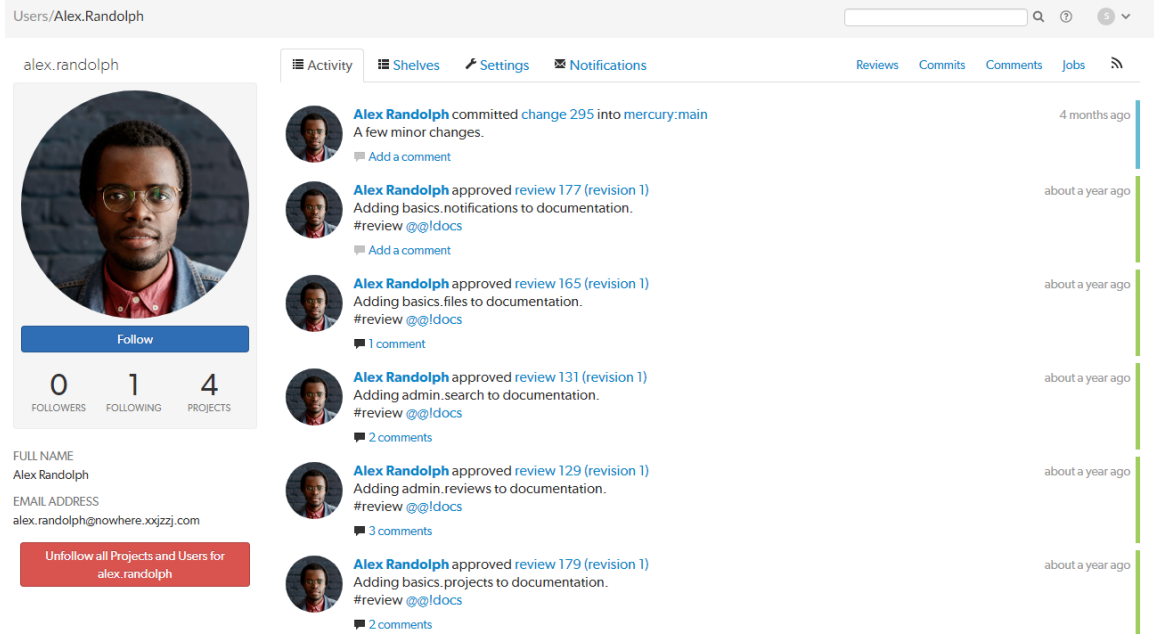 Users/Alex.Randolph
S
alex.randolph
Activity Shelves Settings Notifications Reviews Commits Comments Jobs
Follow
0 1 4
FOLLOWERS FOLLOWING PROJECTS
FULL NAME
Alex Randolph
EMAIL ADDRESS
alex.randolph@nowhere.xxjzzj.com
Unfollow all Projects and Users for
alex.randolph
Alex Randolph committed change 295 into mercury:main 4 months ago
A few minor changes.
Add a comment
Alex Randolph approved review 177 (revision 1) about a year ago
Adding basics.notifications to documentation.
#review @@!docs
Add a comment
Alex Randolph approved review 165 (revision 1) about a year ago
Adding basics.files to documentation.
#review @@!docs
1 comment
Alex Randolph approved review 131 (revision 1) about a year ago
Adding admin.search to documentation.
#review @@!docs
2 comments
Alex Randolph approved review 129 (revision 1) about a year ago
Adding admin.reviews to documentation.
#review @@!docs
3 comments
Alex Randolph approved review 179 (revision 1) about a year ago
Adding basics.projects to documentation.
#review @@!docs
2 comments